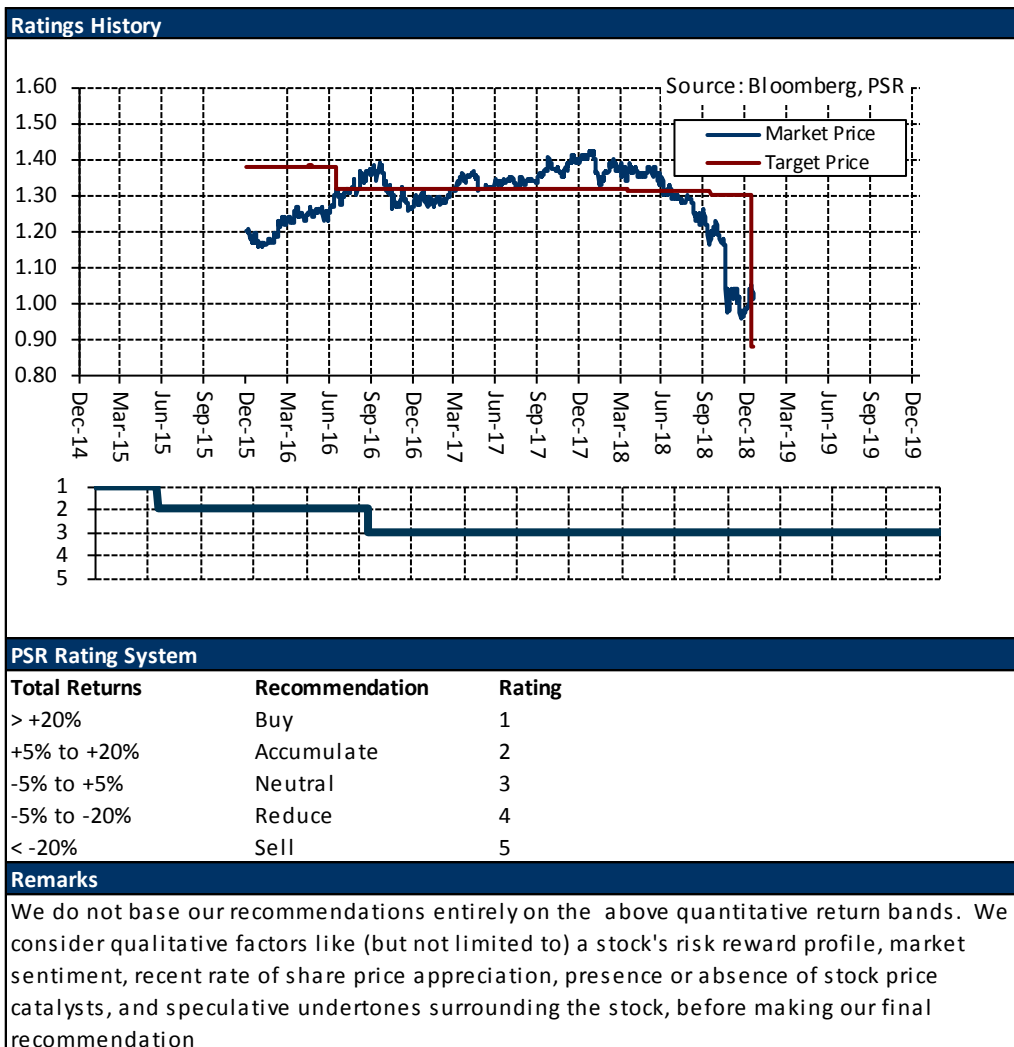 Ratings History
Source: Bloomberg, PSR
Market Price
Target Price
1.60
1.50
1.40
1.30
1.20
1.10
1.00
0.90
0.80
Dec-14
Mar-15
Jun-15
Sep-15
Dec-15
Mar-16
Jun-16
Sep-16
Dec-16
Mar-17
Jun-17
Sep-17
Dec-17
Mar-18
Jun-18
Sep-18
Dec-18
Mar-19
Jun-19
Sep-19
Dec-19
1
2
3
4
5
PSR Rating System
Total Returns Recommendation Rating
> +20% Buy 1
+5% to +20% Accumulate 2
-5% to +5% Neutral 3
-5% to -20% Reduce 4
< -20% Sell 5
Remarks
We do not base our recommendations entirely on the above quantitative return bands. We
consider qualitative factors like (but not limited to) a stock's risk reward profile, market
sentiment, recent rate of share price appreciation, presence or absence of stock price
catalysts, and speculative undertones surrounding the stock, before making our final
recommendation